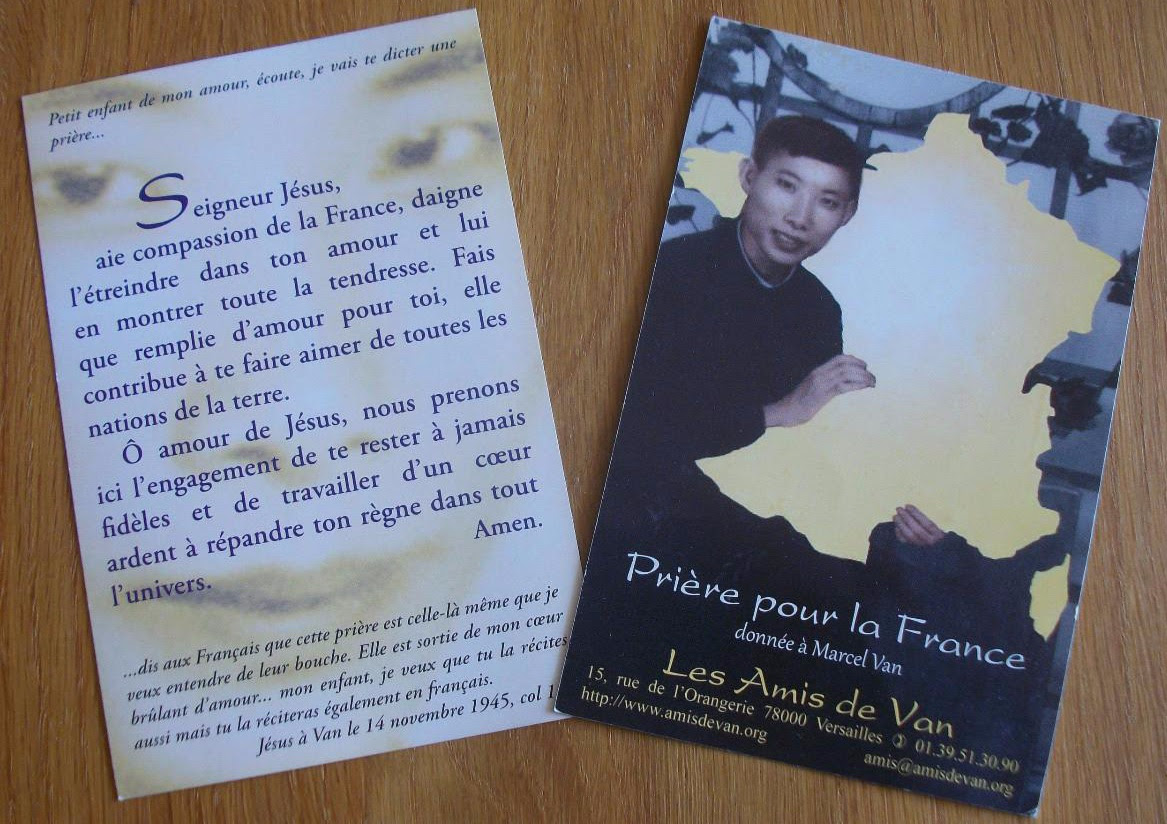 Petit enfant de mon amour, écoute, je vais te dicter une
prière...
Seigneur Jésus,
aie compassion de la France, daigne
l'étreindre dans ton amour et lui
en montrer toute la tendresse. Fais
que remplie d'amour pour toi, elle
contribue à te faire aimer de toutes les
nations de la terre.
Ô amour de Jésus, nous prenons
ici l'engagement de te rester à jamais
fidèles et de travailler d'un cœur
ardent à répandre ton règne dans tout
l'univers.
Amen.
...dis aux Français que cette prière est celle-là même que je
veux entendre de leur bouche. Elle est sortie de mon cœur
brûlant d'amour... mon enfant, je veux que tu la récites
aussi mais tu la réciteras également en français.
Jésus à Van le 14 novembre 1945, col
Prière pour la France
donnée à Marcel Van
Les Amis de Van
15, rue de l'Orangerie 78000 Versailles ✆ 01.39.51.30.90
http://www.amisdevan.org
amis@amisdevan.org